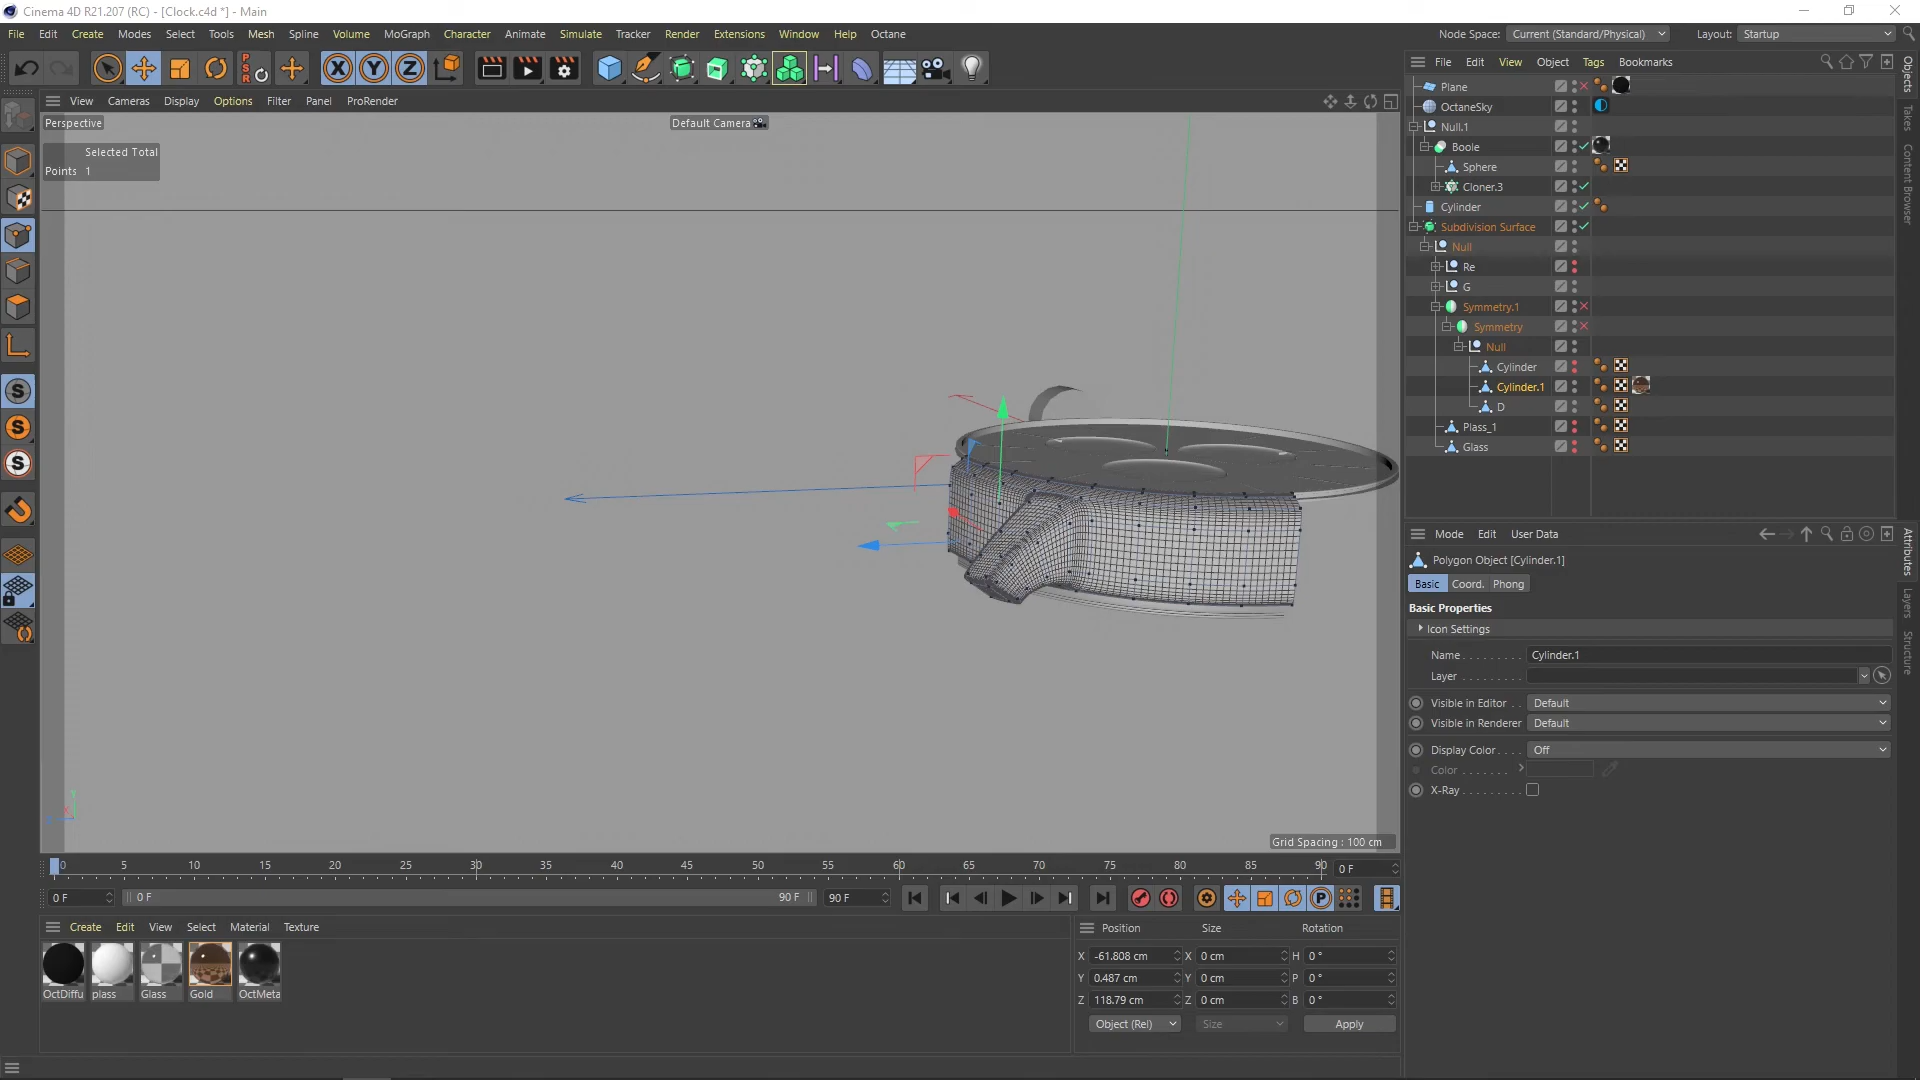 Cinema 4D R21.207 (RC) - [Clock.c4d *] - Main
File Edit Create Modes Select Tools Mesh Spline Volume MoGraph Character Animate Simulate Tracker Render Extensions Window Help Octane
Node Space: Current (Standard/Physical) Layout: Startup
X Y Z
PSR
View Cameras Display Options Filter Panel ProRender
Perspective
Default Camera
Selected Total
Points 1
Grid Spacing : 100 cm
File Edit View Object Tags Bookmarks
Plane
OctaneSky
Null.1
Boole
Sphere
Cloner.3
Cylinder
Subdivision Surface
Null
Re
G
Symmetry.1
Symmetry
Null
Cylinder
Cylinder.1
D
Plass_1
Glass
Objects
Takes
Content Browser
Mode Edit User Data
Polygon Object [Cylinder.1]
Basic Coord. Phong
Basic Properties
Icon Settings
Name Cylinder.1
Layer
Visible in Editor Default
Visible in Renderer Default
Display Color Off
Color
X-Ray
Attributes
Layers
Structure
0 5 10 15 20 25 30 35 40 45 50 55 60 65 70 75 80 85 90 0 F
0 F 0 F 90 F 90 F
P
Create Edit View Select Material Texture
OctDiffu plass Glass Gold OctMeta
Position Size Rotation
X -61.808 cm X 0 cm H 0 °
Y 0.487 cm Y 0 cm P 0 °
Z 118.79 cm Z 0 cm B 0 °
Object (Rel) Size Apply